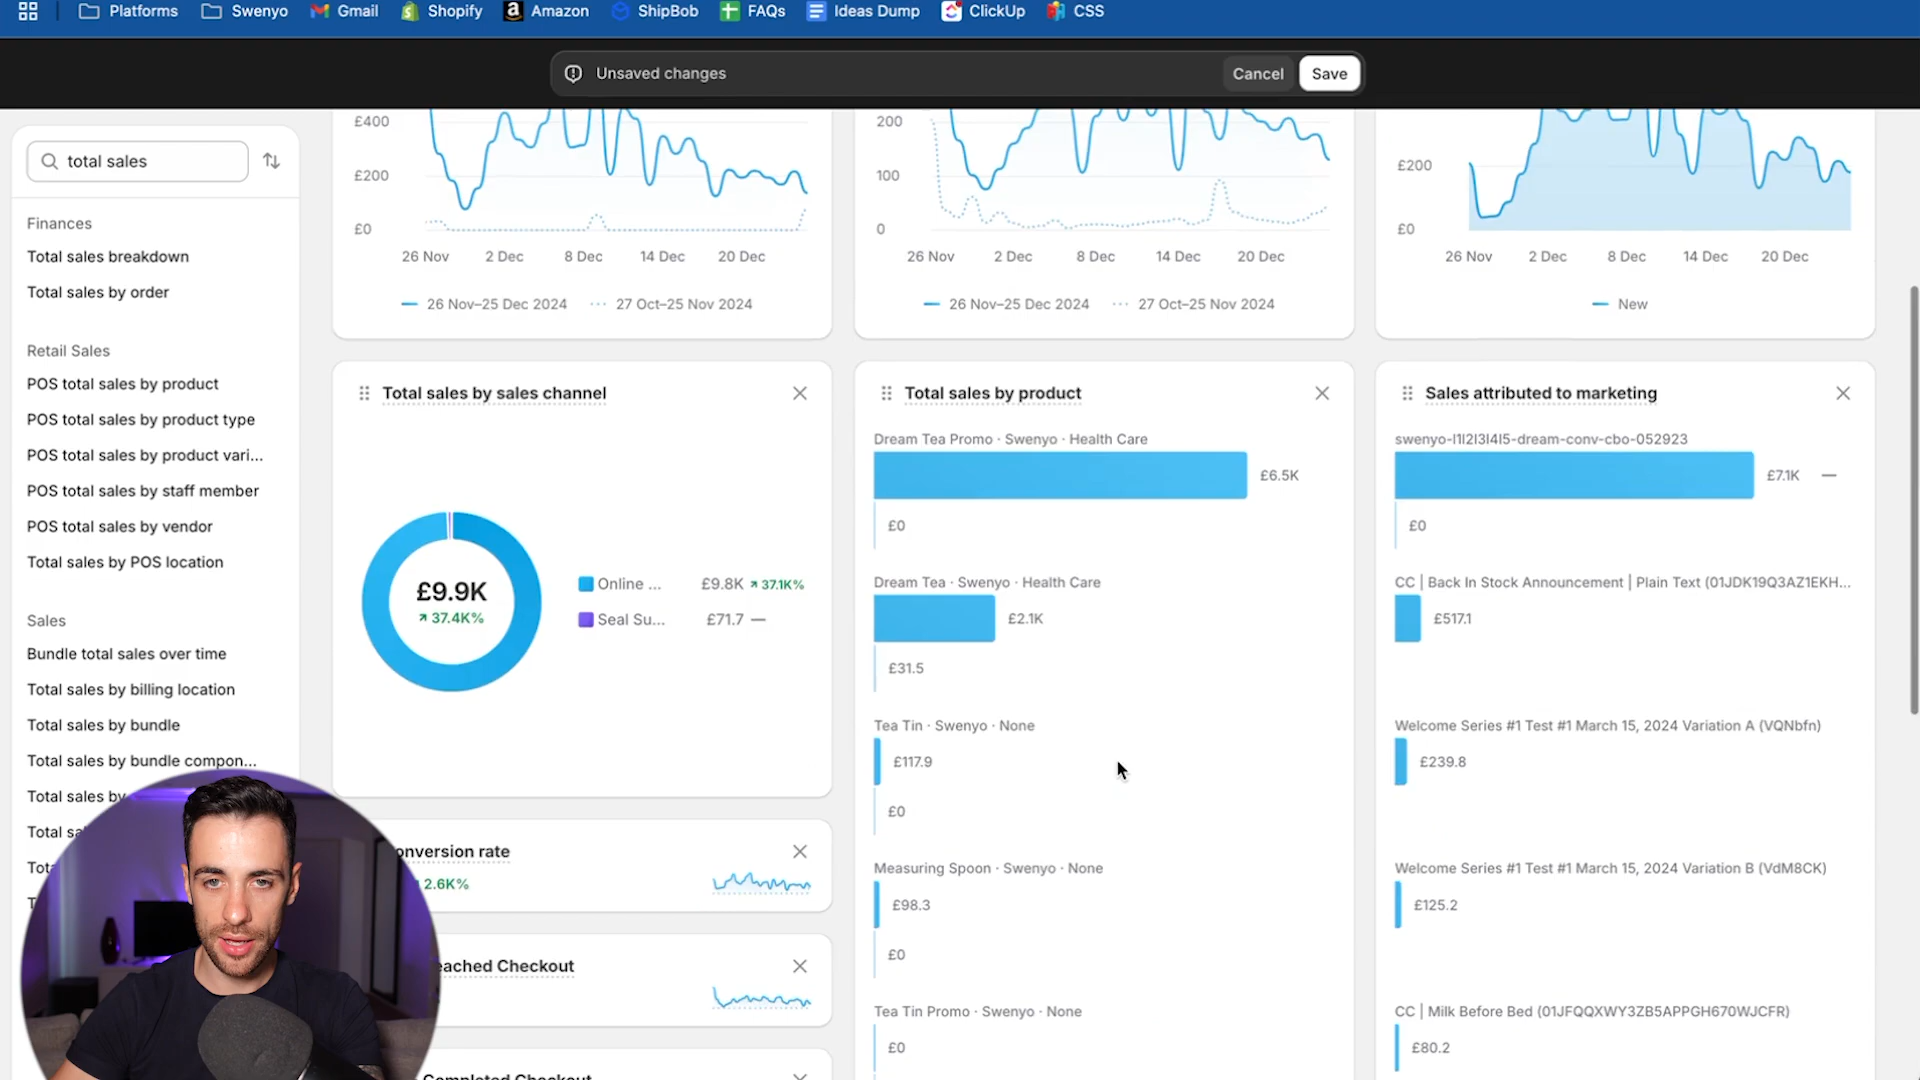 Platforms
Swenyo
Gmail
Shopify
Amazon
ShipBob
FAQs
Ideas Dump
ClickUp
CSS
Unsaved changes
Cancel
Save
total sales
Finances
Total sales breakdown
Total sales by order
Retail Sales
POS total sales by product
POS total sales by product type
POS total sales by product vari...
POS total sales by staff member
POS total sales by vendor
Total sales by POS location
Sales
Bundle total sales over time
Total sales by billing location
Total sales by bundle
Total sales by bundle compon...
Total sales by
Total sa
Tota
T
£400
£200
£0
26 Nov 2 Dec 8 Dec 14 Dec 20 Dec
26 Nov–25 Dec 2024 27 Oct–25 Nov 2024
200
100
0
26 Nov 2 Dec 8 Dec 14 Dec 20 Dec
26 Nov–25 Dec 2024 27 Oct–25 Nov 2024
£200
£0
26 Nov 2 Dec 8 Dec 14 Dec 20 Dec
New
Total sales by sales channel
£9.9K
37.4K%
Online ... £9.8K 37.1K%
Seal Su... £71.7 —
onversion rate
2.6K%
eached Checkout
Completed Checkout
Total sales by product
Dream Tea Promo · Swenyo · Health Care
£6.5K
£0
Dream Tea · Swenyo · Health Care
£2.1K
£31.5
Tea Tin · Swenyo · None
£117.9
£0
Measuring Spoon · Swenyo · None
£98.3
£0
Tea Tin Promo · Swenyo · None
£0
Sales attributed to marketing
swenyo-l1l2l3l4l5-dream-conv-cbo-052923
£7.1K —
£0
CC | Back In Stock Announcement | Plain Text (01JDK19Q3AZ1EKH...
£517.1
Welcome Series #1 Test #1 March 15, 2024 Variation A (VQNbfn)
£239.8
Welcome Series #1 Test #1 March 15, 2024 Variation B (VdM8CK)
£125.2
CC | Milk Before Bed (01JFQQXWY3ZB5APPGH670WJCFR)
£80.2